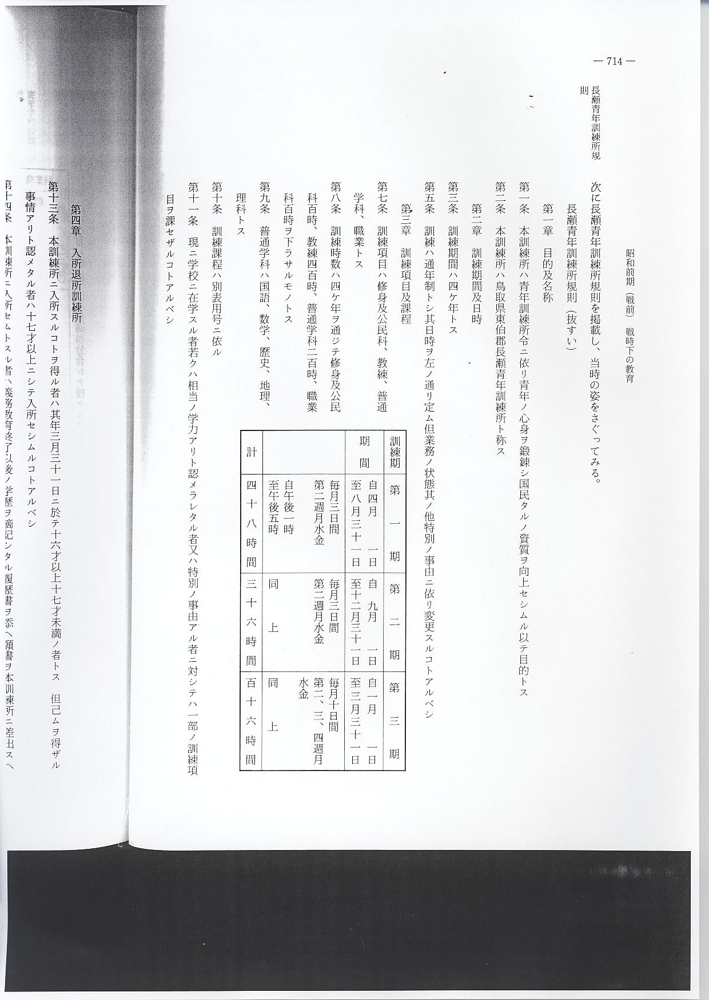 — 714 —
昭和前期（戦前）　戦時下の教育
長瀬青年訓練所規
則
次に長瀬青年訓練所規則を掲載し、当時の姿をさぐってみる。
長瀬青年訓練所規則（抜すい）
第一章　目的及名称
第一条　本訓練所ハ青年訓練所令ニ依リ青年ノ心身ヲ鍛錬シ国民タルノ資質ヲ向上セシムル以テ目的トス
第二条　本訓練所ハ鳥取県東伯郡長瀬青年訓練所ト称ス
第二章　訓練期間及日時
第三条　訓練期間ハ四ケ年トス
第五条　訓練ハ通年制トシ其日時ヲ左ノ通リ定ム但業務ノ状態其ノ他特別ノ事由ニ依リ変更スルコトアルベシ
訓練期　第一期　第二期　第三期
期間　自四月一日　自九月一日　自一月一日
至八月三十一日　至十二月三十一日　至三月三十一日
毎月三日間　毎月三日間　毎月十日間
第二週月水金　第二週月水金　第二、三、四週月
水金
自午後一時
至午後五時　同上　同上
計　四十八時間　三十六時間　百十六時間
第三章　訓練項目及課程
第七条　訓練項目ハ修身及公民科、教練、普通
学科、職業トス
第八条　訓練時数ハ四ケ年ヲ通ジテ修身及公民
科百時、教練四百時、普通学科二百時、職業
科百時ヲ下ラサルモノトス
第九条　普通学科ハ国語、数学、歴史、地理、
理科トス
第十条　訓練課程ハ別表用号ニ依ル
第十一条　現ニ学校ニ在学スル者若クハ相当ノ学力アリト認メラレタル者又ハ特別ノ事由アル者ニ対シテハ一部ノ訓練項
目ヲ課セザルコトアルベシ
第四章　入所退所訓練所
第十三条　本訓練所ニ入所スルコトヲ得ル者ハ其年三月三十一日ニ於テ十六才以上十七才未満ノ者トス　但己ムヲ得ザル
事情アリト認メタル者ハ十七才以上ニシテ入所セシムルコトアルベシ
第十四条　本訓練所ニ入所セムトスル者ハ義務教育終了以後ノ学歴ヲ摘記シタル履歴書ヲ添ヘ願書ヲ本訓練所ニ差出スヘ